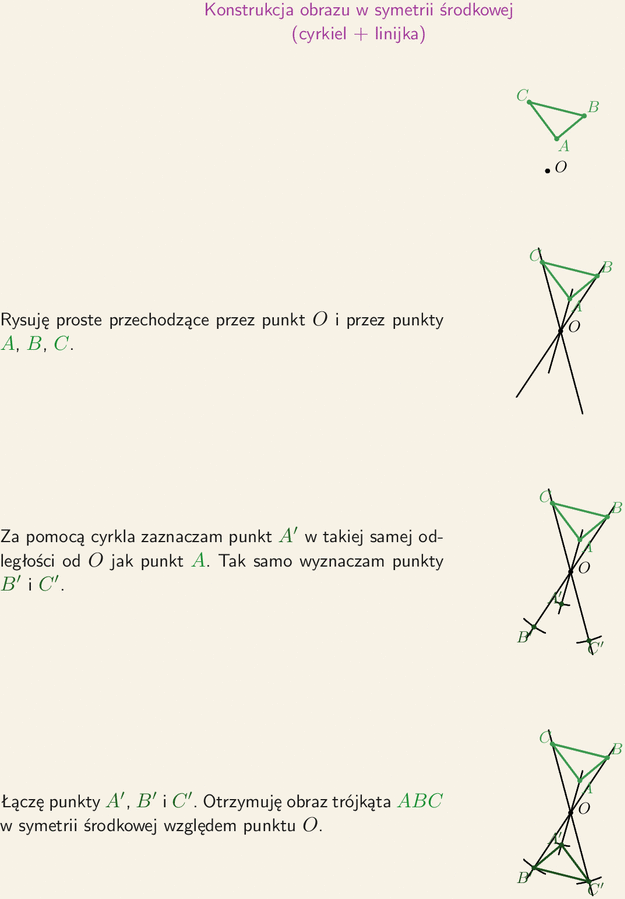 Konstrukcja obrazu w symetrii środkowej
(cyrkiel + linijka)
C
B
A
O
Rysuję proste przechodzące przez punkt O i przez punkty
A, B, C.
C
B
A
O
Za pomocą cyrkla zaznaczam punkt A′ w takiej samej od-
ległości od O jak punkt A. Tak samo wyznaczam punkty
B′ i C′.
C
B
A
O
A′
B′
C′
Łączę punkty A′, B′ i C′. Otrzymuję obraz trójkąta ABC
w symetrii środkowej względem punktu O.
C
B
A
O
A′
B′
C′